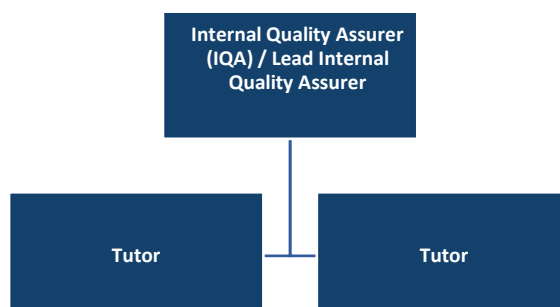 Internal Quality Assurer
(IQA) / Lead Internal
Quality Assurer
Tutor
Tutor